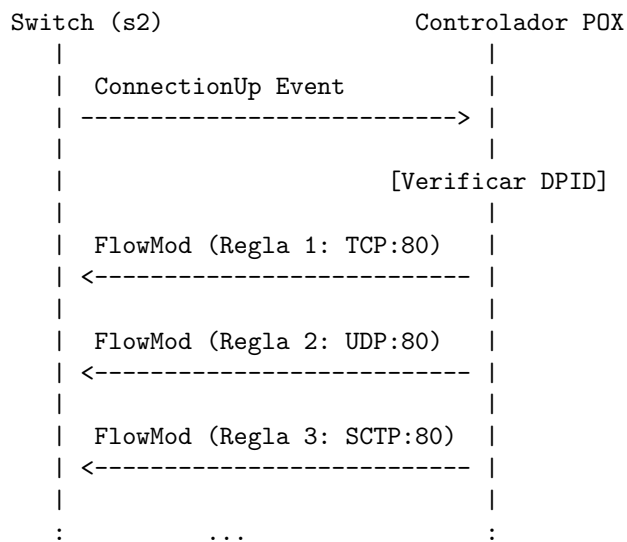 Switch (s2) Controlador POX
ConnectionUp Event
[Verificar DPID]
FlowMod (Regla 1: TCP:80)
FlowMod (Regla 2: UDP:80)
FlowMod (Regla 3: SCTP:80)
: ... :